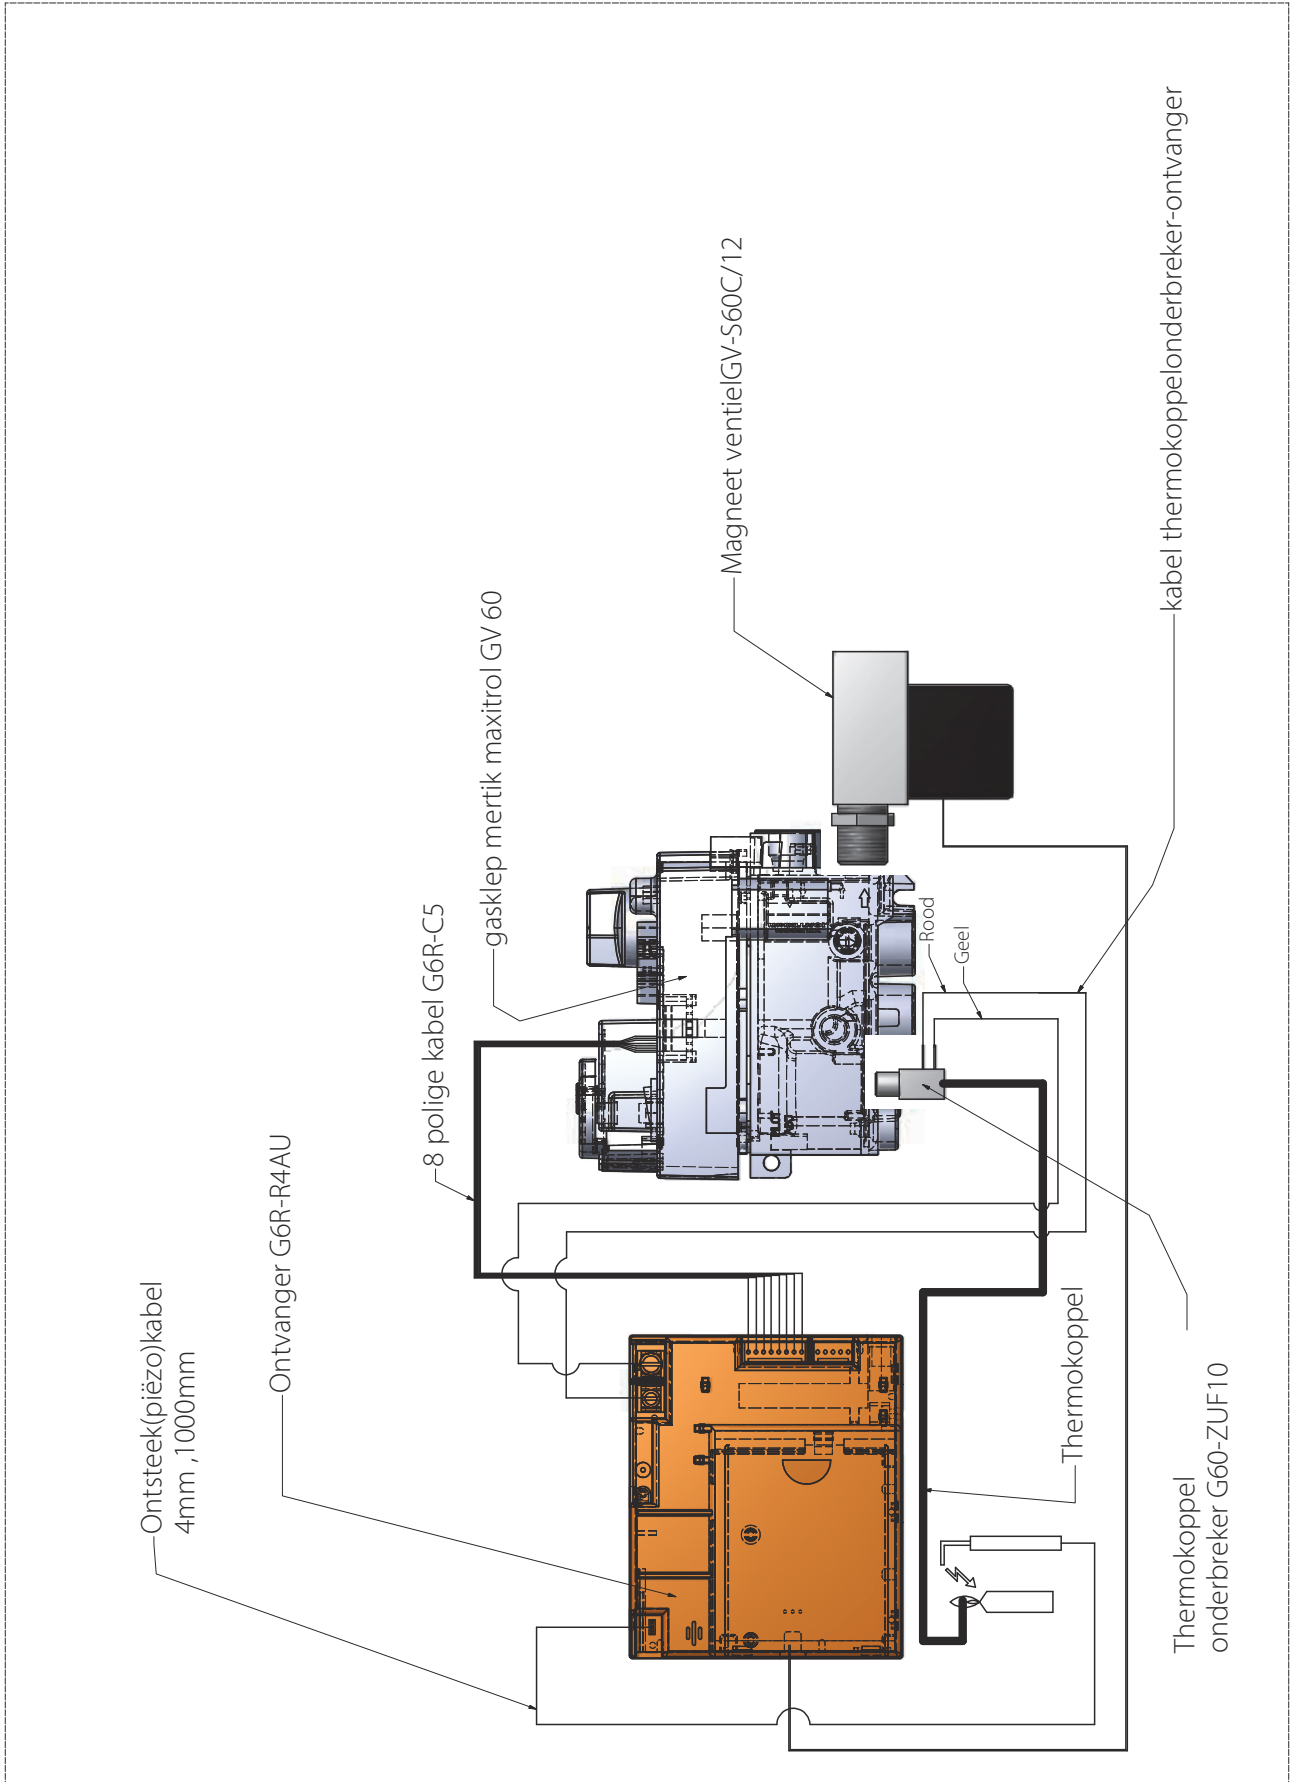 Ontsteek(piëzo)kabel
4mm ,1000mm
Ontvanger G6R-R4AU
8 polige kabel G6R-C5
gasklep mertik maxitrol GV 60
Magneet ventielGV-S60C/12
Rood
Geel
kabel thermokoppelonderbreker-ontvanger
Thermokoppel
Thermokoppel
onderbreker G60-ZUF10